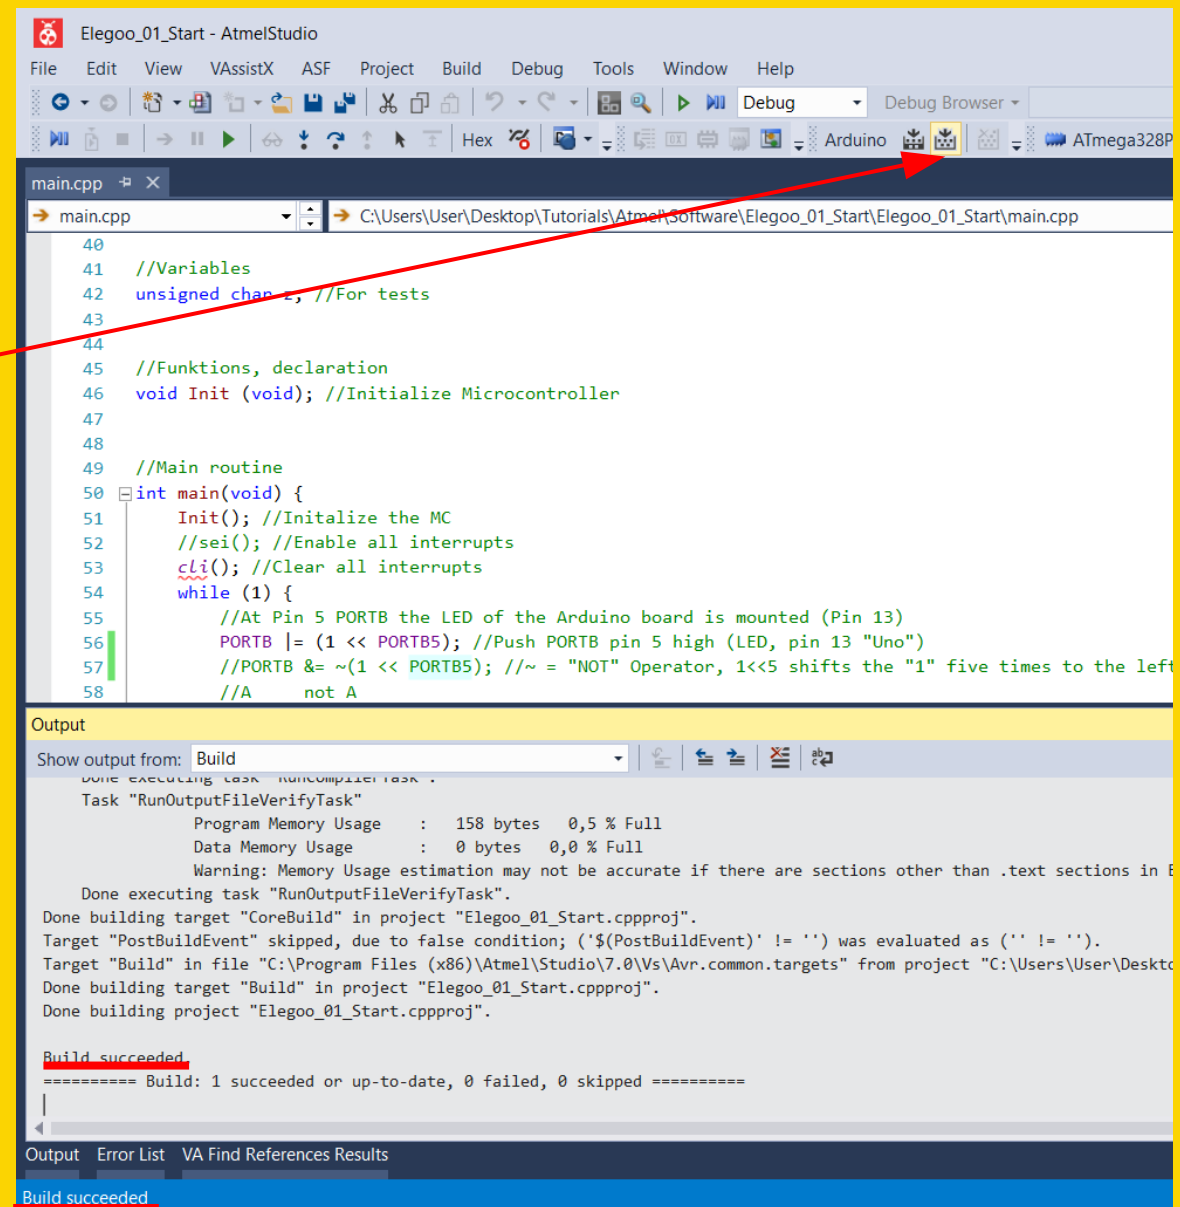 Elegoo_01_Start - AtmelStudio
File Edit View VAssistX ASF Project Build Debug Tools Window Help
Debug Debug Browser
Hex Arduino ATmega328P
main.cpp
main.cpp C:\Users\User\Desktop\Tutorials\Atmel\Software\Elegoo_01_Start\Elegoo_01_Start\main.cpp
40
41 //Variables
42 unsigned char z; //For tests
43
44
45 //Funktions, declaration
46 void Init (void); //Initialize Microcontroller
47
48
49 //Main routine
50 int main(void) {
51 Init(); //Initalize the MC
52 //sei(); //Enable all interrupts
53 cli(); //Clear all interrupts
54 while (1) {
55 //At Pin 5 PORTB the LED of the Arduino board is mounted (Pin 13)
56 PORTB |= (1 << PORTB5); //Push PORTB pin 5 high (LED, pin 13 "Uno")
57 //PORTB &= ~(1 << PORTB5); //~ = "NOT" Operator, 1<<5 shifts the "1" five times to the left
58 //A not A
Output
Show output from: Build
Done executing task "RunCompilerTask".
Task "RunOutputFileVerifyTask"
Program Memory Usage : 158 bytes 0,5 % Full
Data Memory Usage : 0 bytes 0,0 % Full
Warning: Memory Usage estimation may not be accurate if there are sections other than .text sections in
Done executing task "RunOutputFileVerifyTask".
Done building target "CoreBuild" in project "Elegoo_01_Start.cppproj".
Target "PostBuildEvent" skipped, due to false condition; ('$(PostBuildEvent)' != '') was evaluated as ('' != '').
Target "Build" in file "C:\Program Files (x86)\Atmel\Studio\7.0\Vs\Avr.common.targets" from project "C:\Users\User\Deskto
Done building target "Build" in project "Elegoo_01_Start.cppproj".
Done building project "Elegoo_01_Start.cppproj".
Build succeeded.
========== Build: 1 succeeded or up-to-date, 0 failed, 0 skipped ==========
Output Error List VA Find References Results
Build succeeded